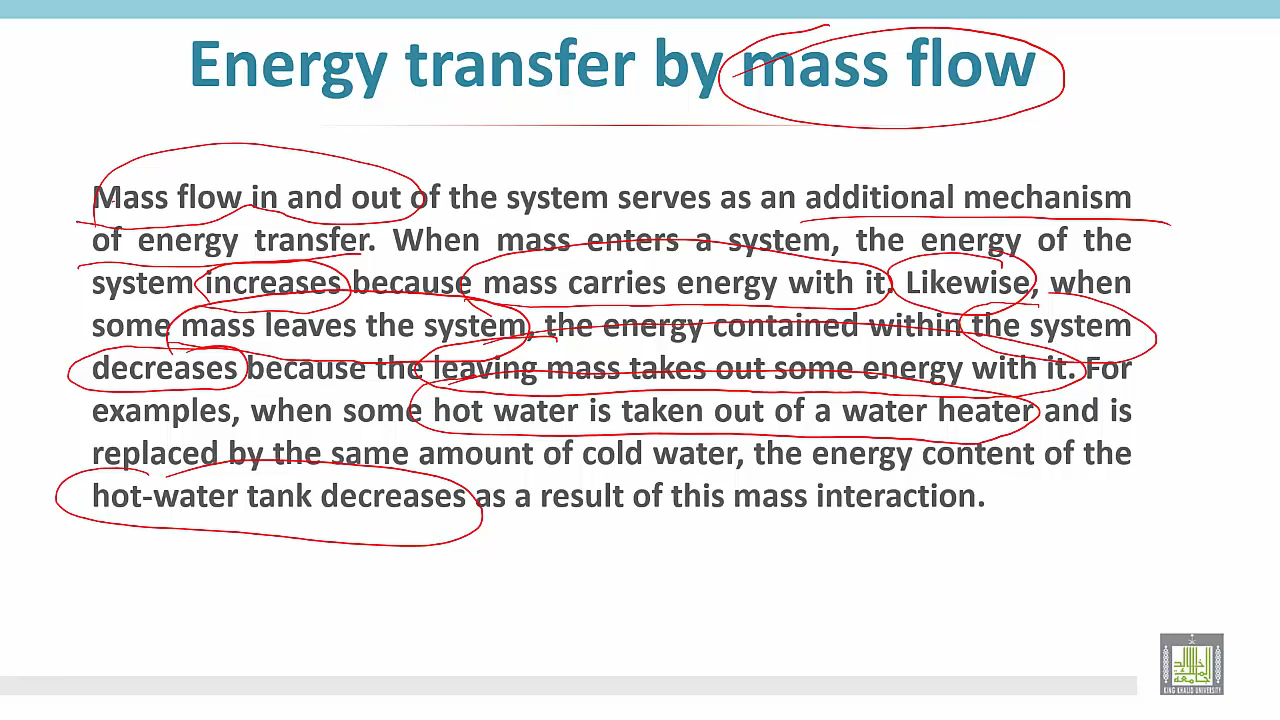 Energy transfer by mass flow
Mass flow in and out of the system serves as an additional mechanism
of energy transfer. When mass enters a system, the energy of the
system increases because mass carries energy with it. Likewise, when
some mass leaves the system, the energy contained within the system
decreases because the leaving mass takes out some energy with it. For
examples, when some hot water is taken out of a water heater and is
replaced by the same amount of cold water, the energy content of the
hot-water tank decreases as a result of this mass interaction.
KING KHALID UNIVERSITY